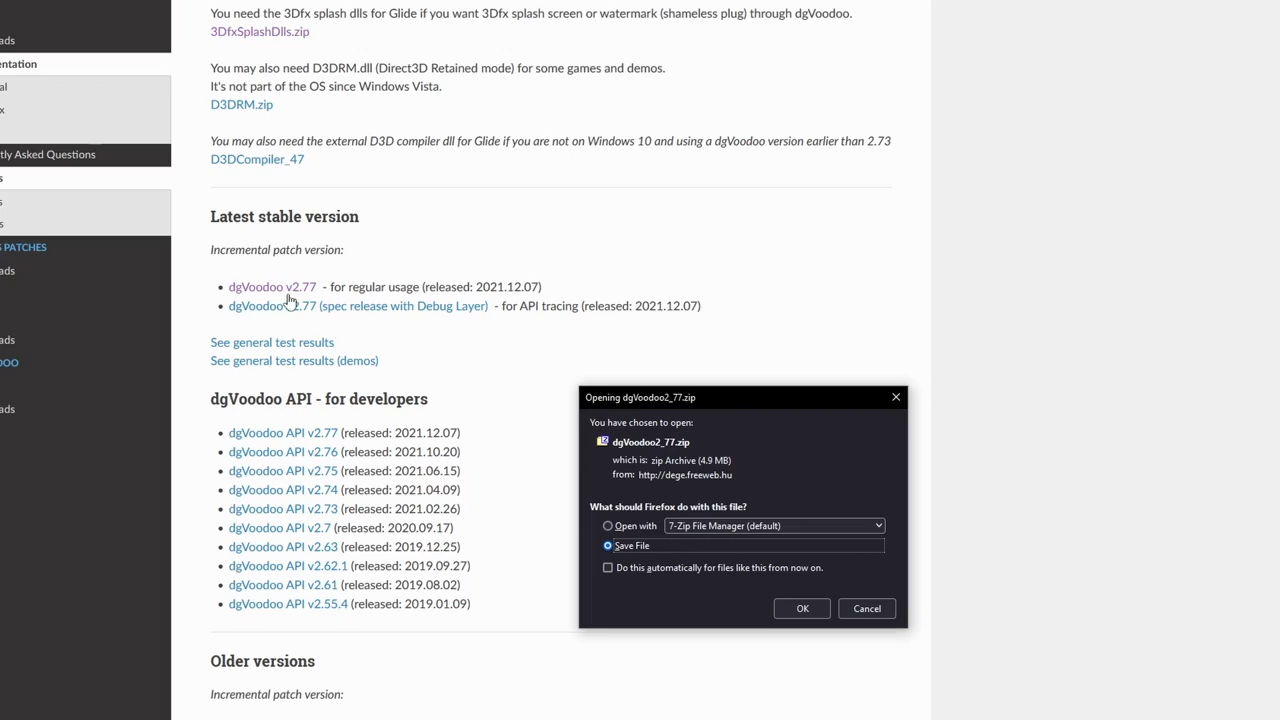 You need the 3Dfx splash dlls for Glide if you want 3Dfx splash screen or watermark (shameless plug) through dgVoodoo.
3DfxSplashDlls.zip
You may also need D3DRM.dll (Direct3D Retained mode) for some games and demos.
It's not part of the OS since Windows Vista.
D3DRM.zip
You may also need the external D3D compiler dll for Glide if you are not on Windows 10 and using a dgVoodoo version earlier than 2.73
D3DCompiler_47
Latest stable version
Incremental patch version:
• dgVoodoo v2.77 - for regular usage (released: 2021.12.07)
• dgVoodoo v2.77 (spec release with Debug Layer) - for API tracing (released: 2021.12.07)
See general test results
See general test results (demos)
dgVoodoo API - for developers
• dgVoodoo API v2.77 (released: 2021.12.07)
• dgVoodoo API v2.76 (released: 2021.10.20)
• dgVoodoo API v2.75 (released: 2021.06.15)
• dgVoodoo API v2.74 (released: 2021.04.09)
• dgVoodoo API v2.73 (released: 2021.02.26)
• dgVoodoo API v2.7 (released: 2020.09.17)
• dgVoodoo API v2.63 (released: 2019.12.25)
• dgVoodoo API v2.62.1 (released: 2019.09.27)
• dgVoodoo API v2.61 (released: 2019.08.02)
• dgVoodoo API v2.55.4 (released: 2019.01.09)
Older versions
Incremental patch version:
ads
entation
al
x
tly Asked Questions
s
s
s
S PATCHES
ads
ads
OO
ads
Opening dgVoodoo2_77.zip
You have chosen to open:
dgVoodoo2_77.zip
which is: zip Archive (4.9 MB)
from: http://dege.freeweb.hu
What should Firefox do with this file?
Open with 7-Zip File Manager (default)
Save File
Do this automatically for files like this from now on.
OK Cancel